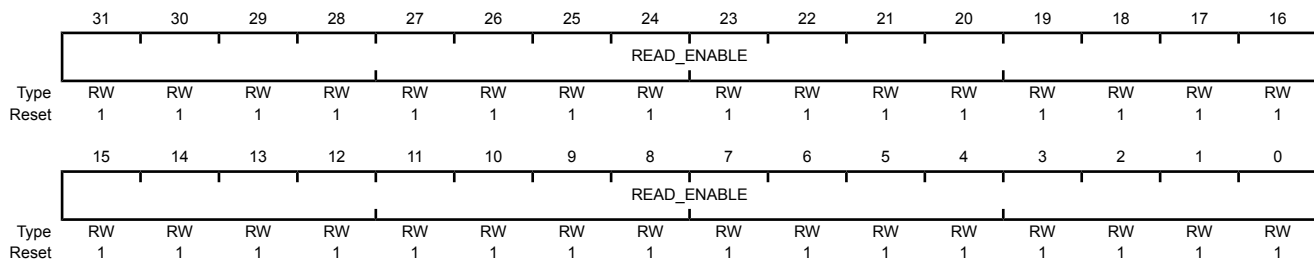 31 30 29 28 27 26 25 24 23 22 21 20 19 18 17 16
READ_ENABLE
Type RW RW RW RW RW RW RW RW RW RW RW RW RW RW RW RW
Reset 1 1 1 1 1 1 1 1 1 1 1 1 1 1 1 1
15 14 13 12 11 10 9 8 7 6 5 4 3 2 1 0
READ_ENABLE
Type RW RW RW RW RW RW RW RW RW RW RW RW RW RW RW RW
Reset 1 1 1 1 1 1 1 1 1 1 1 1 1 1 1 1